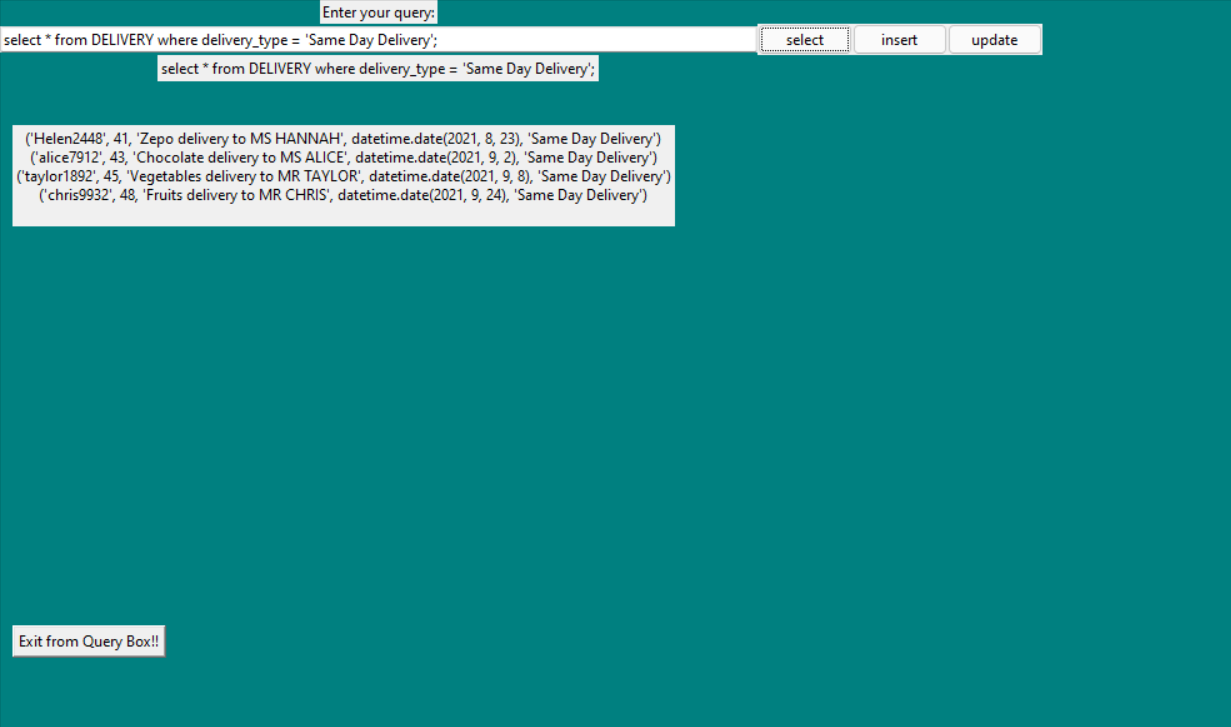 Enter your query:
select * from DELIVERY where delivery_type = 'Same Day Delivery';
select
insert
update
select * from DELIVERY where delivery_type = 'Same Day Delivery';
('Helen2448', 41, 'Zepo delivery to MS HANNAH', datetime.date(2021, 8, 23), 'Same Day Delivery')
('alice7912', 43, 'Chocolate delivery to MS ALICE', datetime.date(2021, 9, 2), 'Same Day Delivery')
('taylor1892', 45, 'Vegetables delivery to MR TAYLOR', datetime.date(2021, 9, 8), 'Same Day Delivery')
('chris9932', 48, 'Fruits delivery to MR CHRIS', datetime.date(2021, 9, 24), 'Same Day Delivery')
Exit from Query Box!!